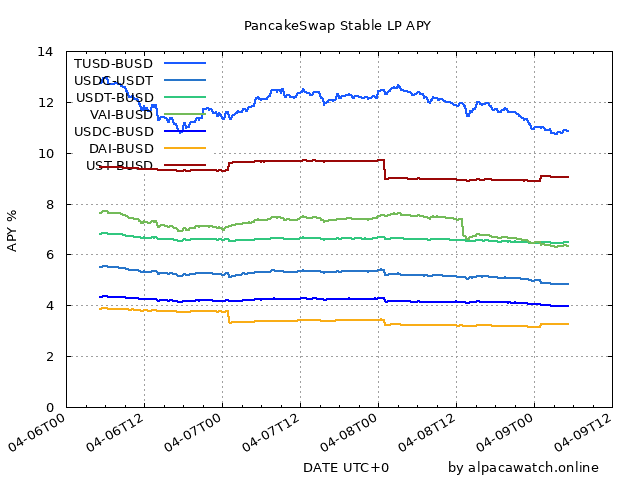 PancakeSwap Stable LP APY
14
12
10
8
6
4
2
0
APY %
TUSD-BUSD
USDC-USDT
USDT-BUSD
VAI-BUSD
USDC-BUSD
DAI-BUSD
UST-BUSD
04-06T00
04-06T12
04-07T00
04-07T12
04-08T00
04-08T12
04-09T00
04-09T12
DATE UTC+0
by alpacawatch.online